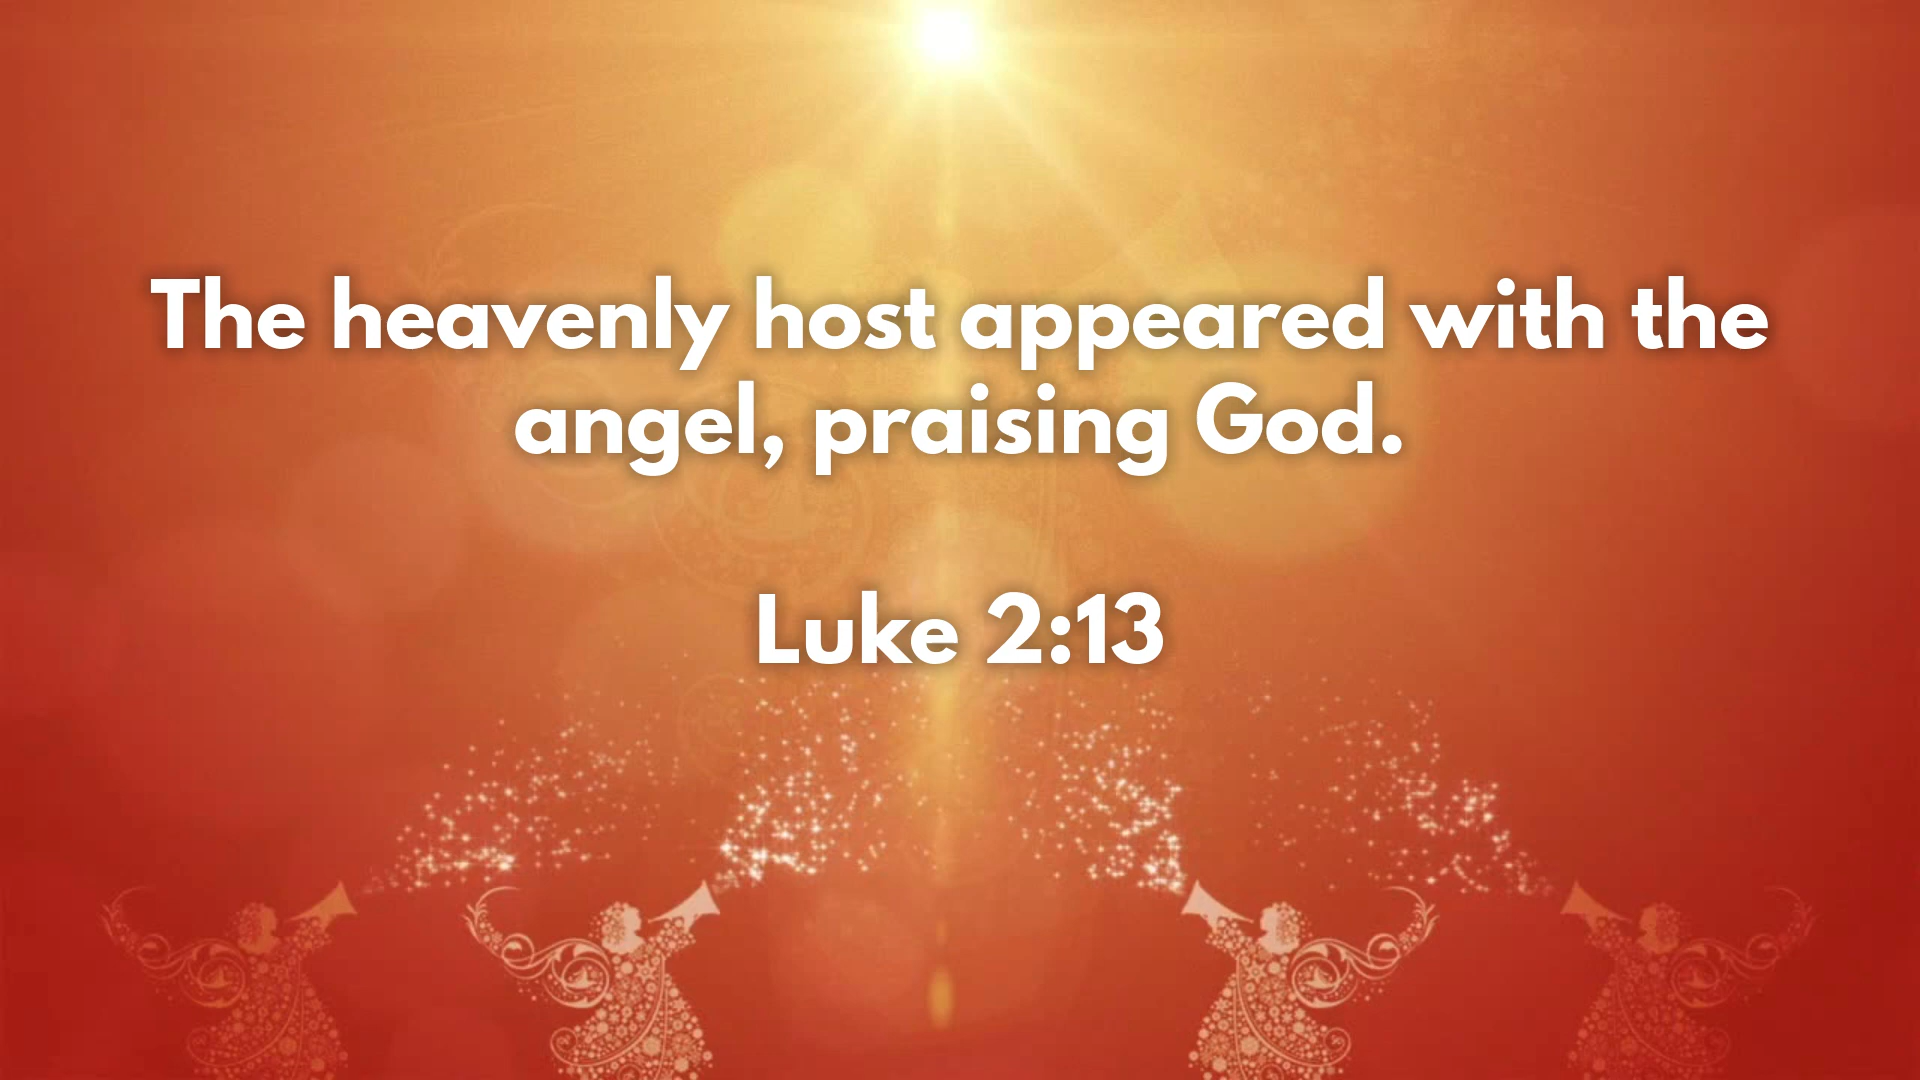 The heavenly host appeared with the
angel, praising God.
Luke 2:13